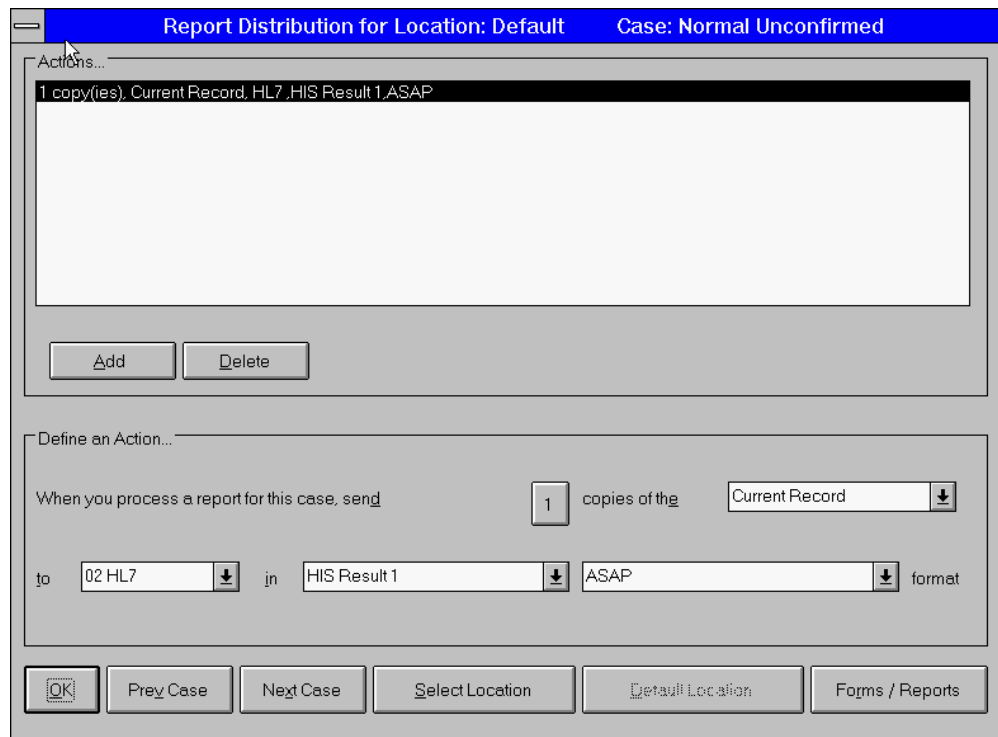 Report Distribution for Location: Default Case: Normal Unconfirmed
Actions...
1 copy(ies), Current Record, HL7 ,HIS Result 1,ASAP
Add Delete
Define an Action...
When you process a report for this case, send 1 copies of the Current Record
to 02 HL7 in HIS Result 1 ASAP format
OK Prev Case Next Case Select Location Default Location Forms / Reports